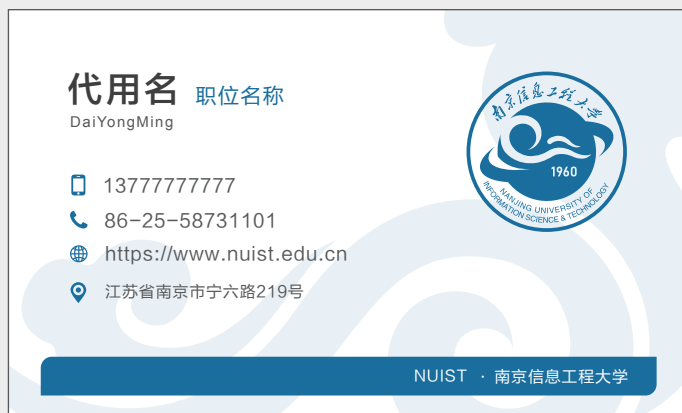 代用名 职位名称
DaiYongMing
南京信息工程大学
1960
NANJING UNIVERSITY OF
INFORMATION SCIENCE & TECHNOLOGY
13777777777
86-25-58731101
https://www.nuist.edu.cn
江苏省南京市宁六路219号
NUIST · 南京信息工程大学